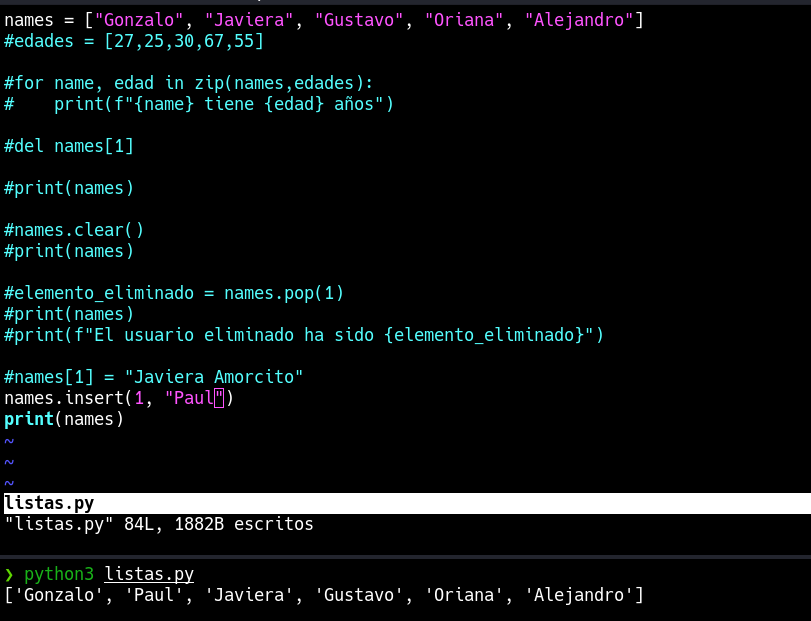 names = ["Gonzalo", "Javiera", "Gustavo", "Oriana", "Alejandro"]
#edades = [27,25,30,67,55]
#for name, edad in zip(names,edades):
#    print(f"{name} tiene {edad} años")
#del names[1]
#print(names)
#names.clear()
#print(names)
#elemento_eliminado = names.pop(1)
#print(names)
#print(f"El usuario eliminado ha sido {elemento_eliminado}")
#names[1] = "Javiera Amorcito"
names.insert(1, "Paul")
print(names)
~
~
~
listas.py
"listas.py" 84L, 1882B escritos
❯ python3 listas.py
['Gonzalo', 'Paul', 'Javiera', 'Gustavo', 'Oriana', 'Alejandro']